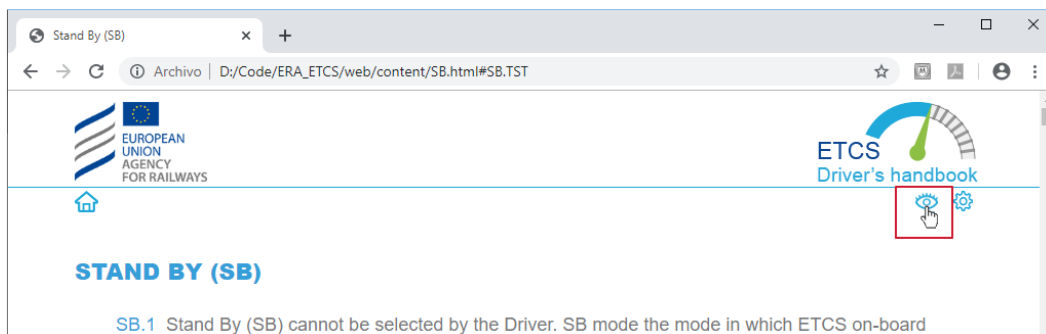 Stand By (SB)
Archivo | D:/Code/ERA_ETCS/web/content/SB.html#SB.TST
EUROPEAN
UNION
AGENCY
FOR RAILWAYS
ETCS
Driver's handbook
STAND BY (SB)
SB.1 Stand By (SB) cannot be selected by the Driver. SB mode the mode in which ETCS on-board